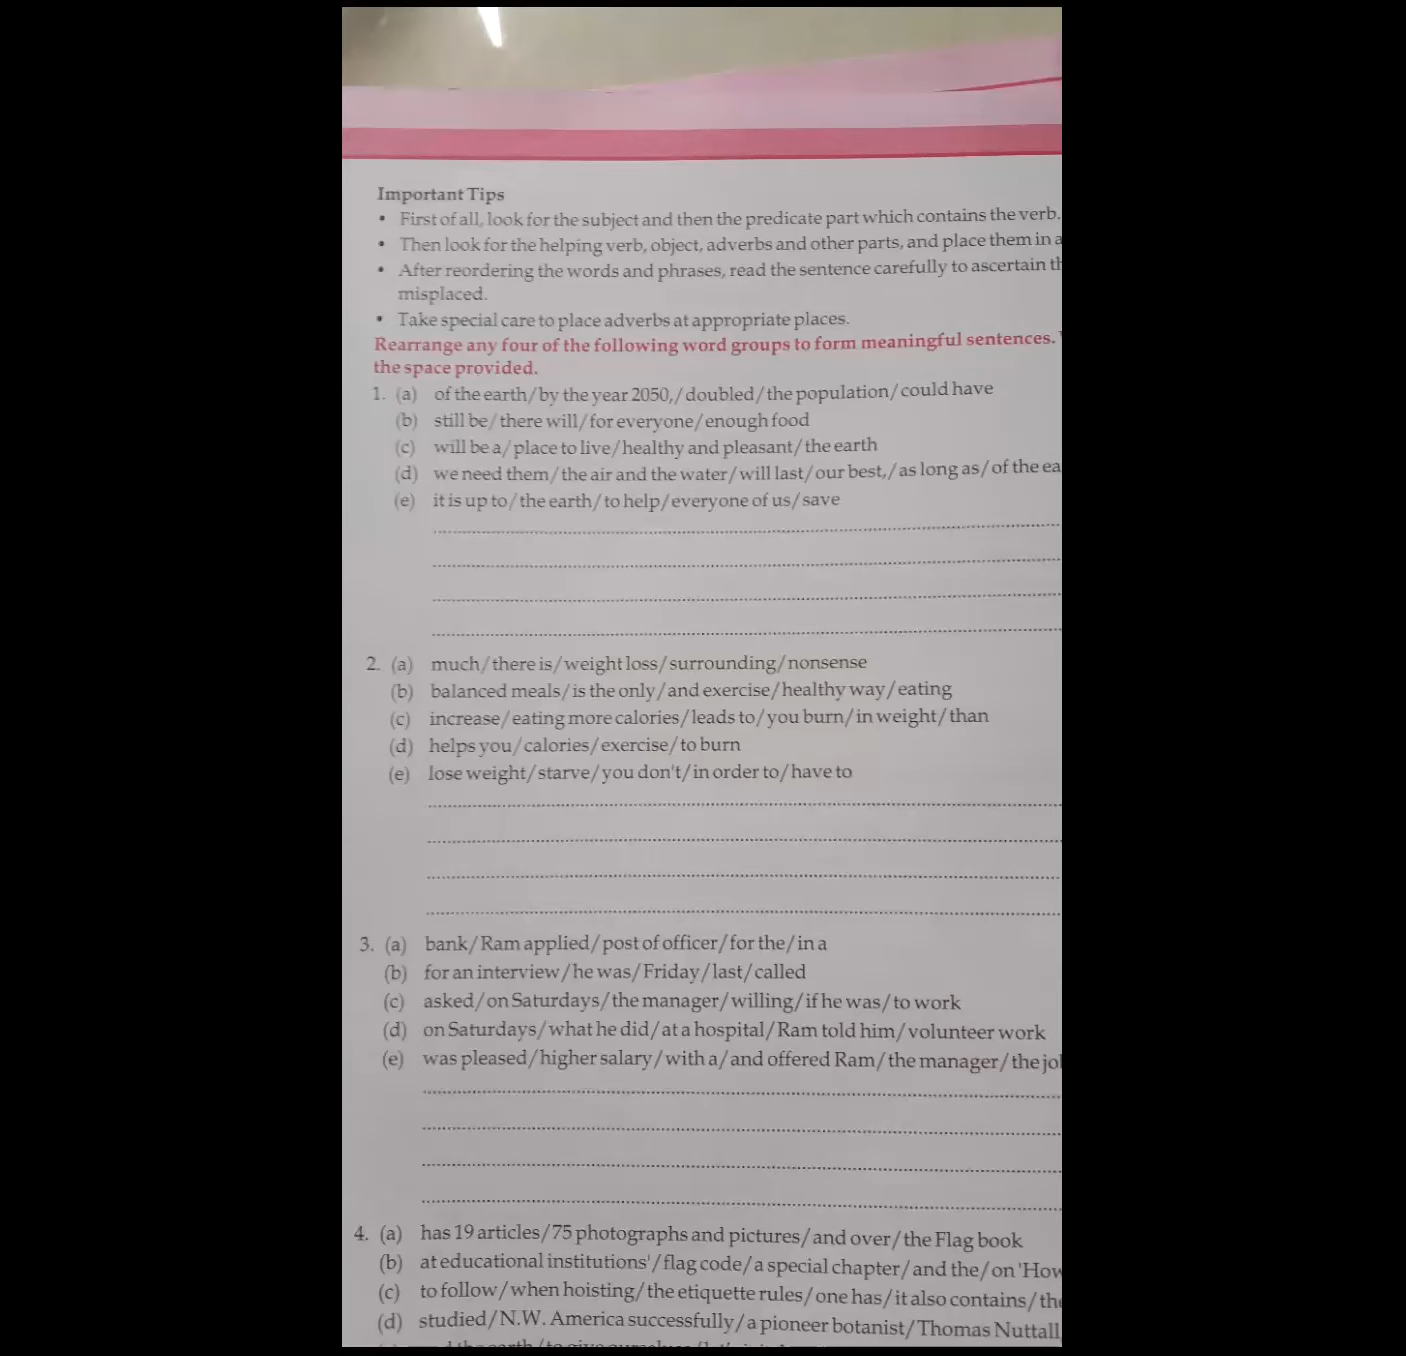 Important Tips
• First of all, look for the subject and then the predicate part which contains the verb.
• Then look for the helping verb, object, adverbs and other parts, and place them in a
• After reordering the words and phrases, read the sentence carefully to ascertain th
misplaced.
• Take special care to place adverbs at appropriate places.
Rearrange any four of the following word groups to form meaningful sentences.
the space provided.
1. (a) of the earth/by the year 2050,/doubled/the population/could have
(b) still be/there will/for everyone/enough food
(c) will be a/place to live/healthy and pleasant/the earth
(d) we need them/the air and the water/will last/our best,/as long as/of the ea
(e) it is up to/the earth/to help/everyone of us/save
2. (a) much/there is/weight loss/surrounding/nonsense
(b) balanced meals/is the only/and exercise/healthy way/eating
(c) increase/eating more calories/leads to/you burn/in weight/than
(d) helps you/calories/exercise/to burn
(e) lose weight/starve/you don't/in order to/have to
3. (a) bank/Ram applied/post of officer/for the/in a
(b) for an interview/he was/Friday/last/called
(c) asked/on Saturdays/the manager/willing/if he was/to work
(d) on Saturdays/what he did/at a hospital/Ram told him/volunteer work
(e) was pleased/higher salary/with a/and offered Ram/the manager/the jo
4. (a) has 19 articles/75 photographs and pictures/and over/the Flag book
(b) at educational institutions'/flag code/a special chapter/and the/on 'How
(c) to follow/when hoisting/the etiquette rules/one has/it also contains/the
(d) studied/N.W. America successfully/a pioneer botanist/Thomas Nuttall